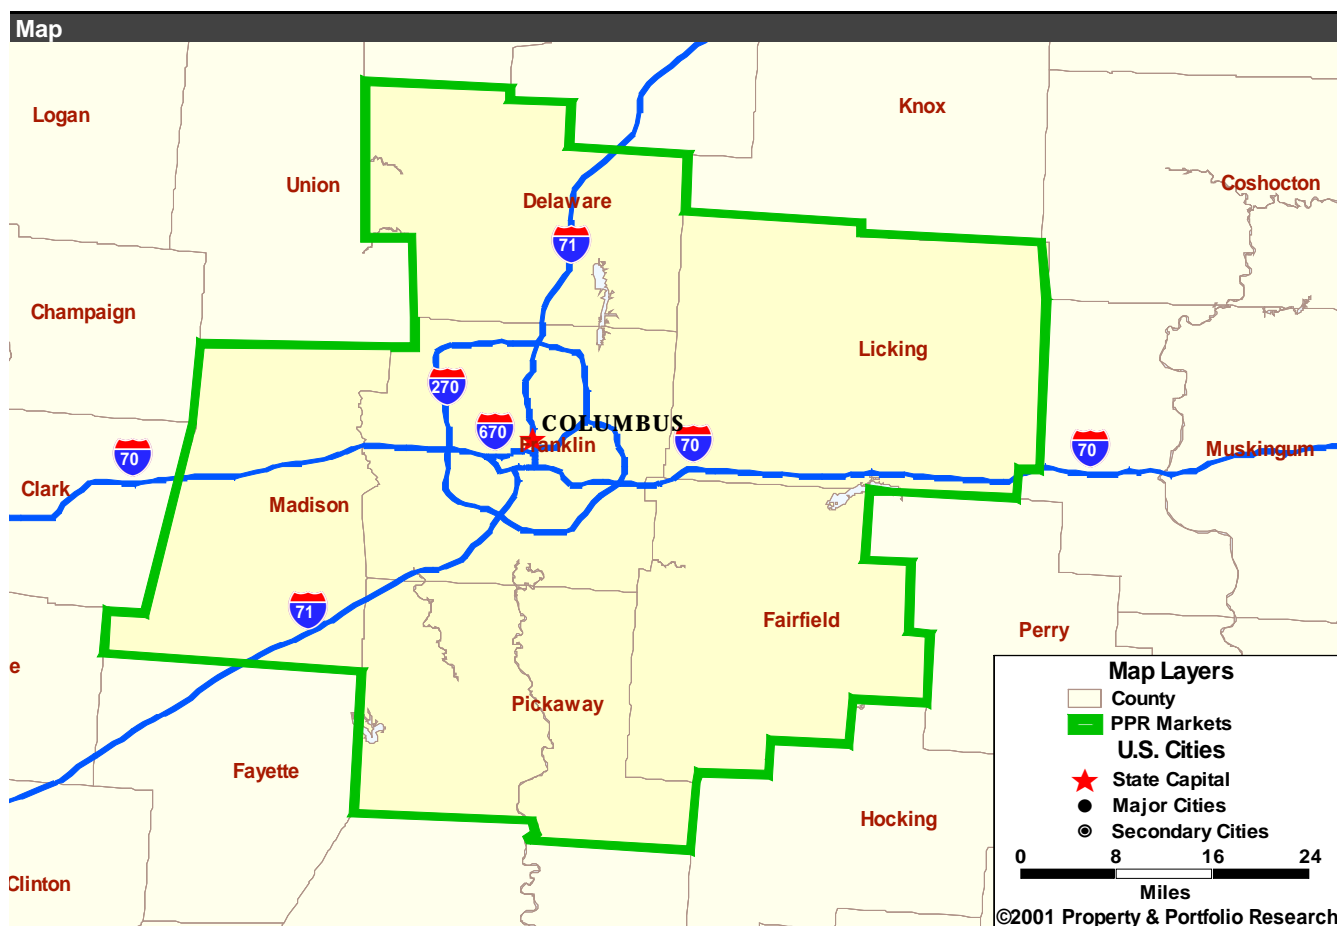 Map
Logan
Knox
Union
Coshocton
Delaware
71
Champaign
Licking
270
COLUMBUS
670
Franklin
70
70
70
Muskingum
Clark
Madison
71
Fairfield
Perry
e
Pickaway
Fayette
Hocking
Clinton
Map Layers
County
PPR Markets
U.S. Cities
State Capital
Major Cities
Secondary Cities
0 8 16 24
Miles
©2001 Property & Portfolio Research